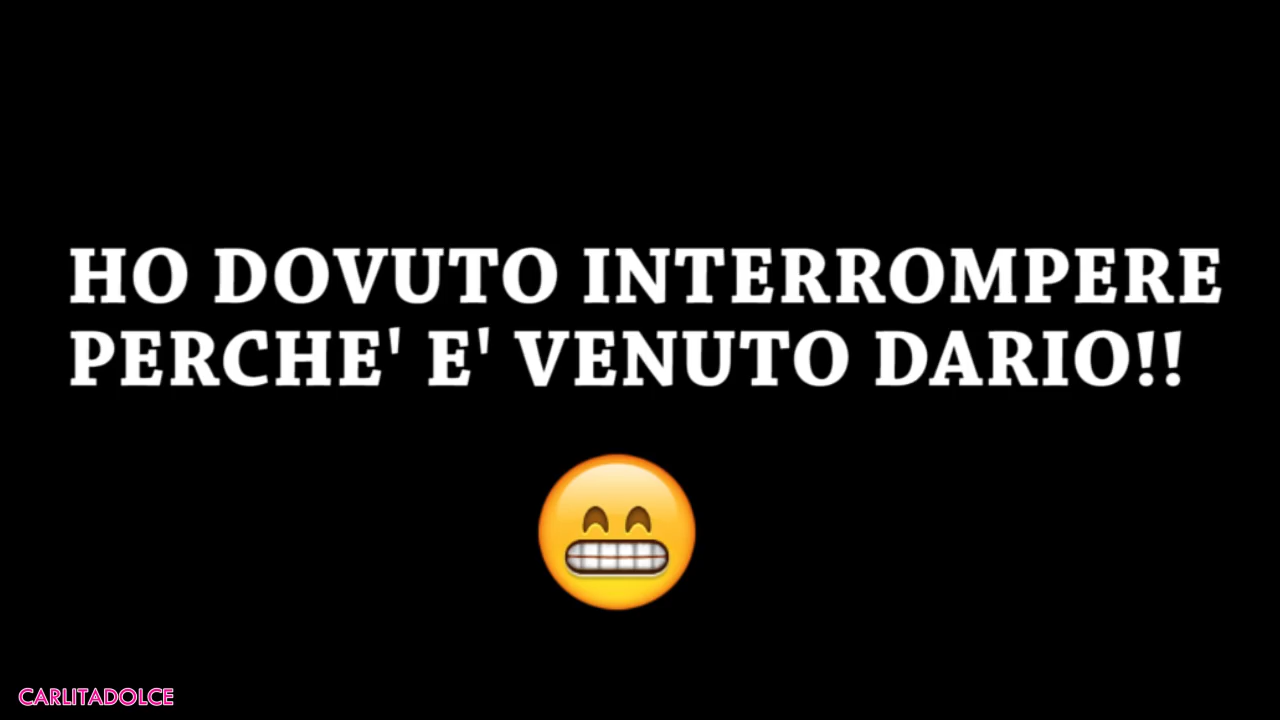 HO DOVUTO INTERROMPERE
PERCHE' E' VENUTO DARIO!!
CARLITADOLCE